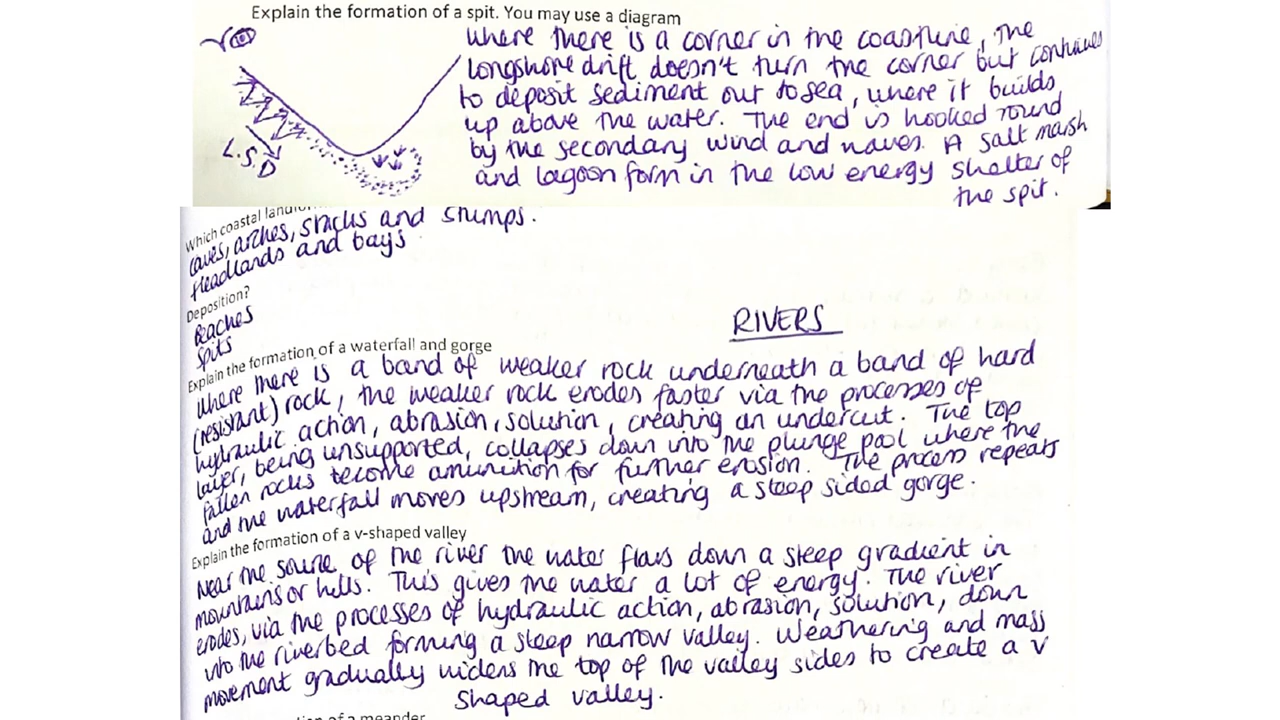 Explain the formation of a spit. You may use a diagram
where there is a corner in the coastline, the
longshore drift doesn't turn the corner but continues
to deposit sediment out to sea, where it builds
up above the water. The end is hooked round
by the secondary wind and waves. A salt marsh
and lagoon form in the low energy shelter of
the spit.
L.S.D
Which coastal
caves, arches, stacks and stumps.
Headlands and bays
Deposition?
Beaches
Spits
RIVERS
Explain the formation of a waterfall and gorge
Where there is a band of weaker rock underneath a band of hard
(resistant) rock, the weaker rock erodes faster via the processes of
hydraulic action, abrasion, solution, creating an undercut. The top
layer, being unsupported, collapses down into the plunge pool where the
fallen rocks become amunition for further erosion. The process repeats
and the waterfall moves upstream, creating a steep sided gorge.
Explain the formation of a v-shaped valley
Near the source of the river the water flows down a steep gradient in
mountains or hills. This gives the water a lot of energy. The river
erodes, via the processes of hydraulic action, abrasion, solution, down
into the riverbed forming a steep narrow valley. Weathering and mass
movement gradually widens the top of the valley sides to create a v
shaped valley.
of a meander